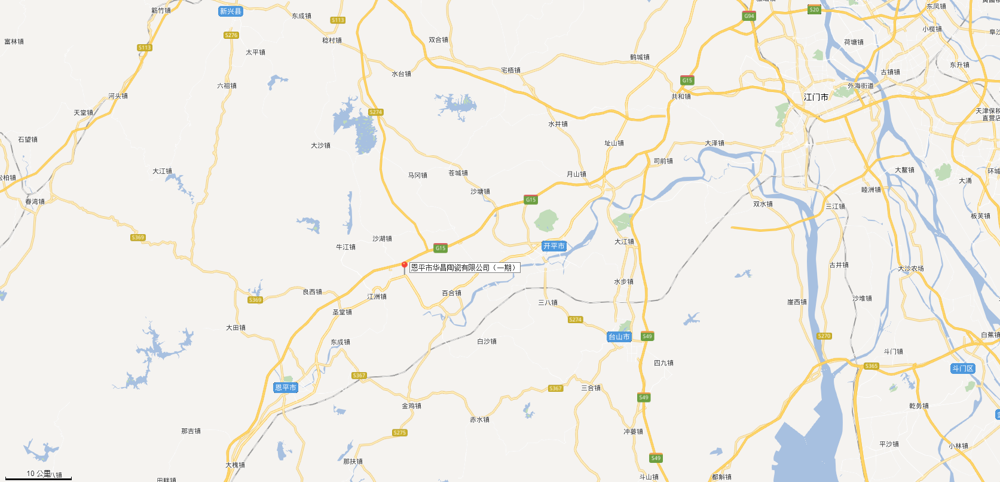 簕竹镇
新兴县
东成镇
S113
稔村镇
双合镇
G94
S20
东凤镇
小榄镇
阜沙
富林镇
S113
S276
太平镇
鹤城镇
荷塘镇
东升镇
水台镇
宅梧镇
古镇镇
外海街道
六祖镇
G15
共和镇
江门市
河头镇
天堂镇
S274
天津保税
直营店
水井镇
石望镇
大沙镇
址山镇
大泽镇
司前镇
大江镇
马冈镇
苍城镇
月山镇
大鳌镇
环城
松柏镇
大涌
沙塘镇
睦洲镇
春湾镇
G15
双水镇
三江镇
板芙镇
S369
沙湖镇
牛江镇
G15
开平市
大江镇
恩平市华昌陶瓷有限公司（一期）
古井镇
大沙农场
水步镇
良西镇
江洲镇
百合镇
S369
三八镇
崖西镇
沙堆镇
圣堂镇
S274
大田镇
台山市
S49
S270
白蕉镇
东成镇
白沙镇
斗门镇
四九镇
S365
斗门区
S367
恩平市
S367
三合镇
S49
金鸡镇
乾务镇
赤水镇
那吉镇
S275
冲蒌镇
平沙镇
小林镇
大槐镇
那扶镇
S49
10 公里
八镇
田畔镇
斗山镇
都斛镇